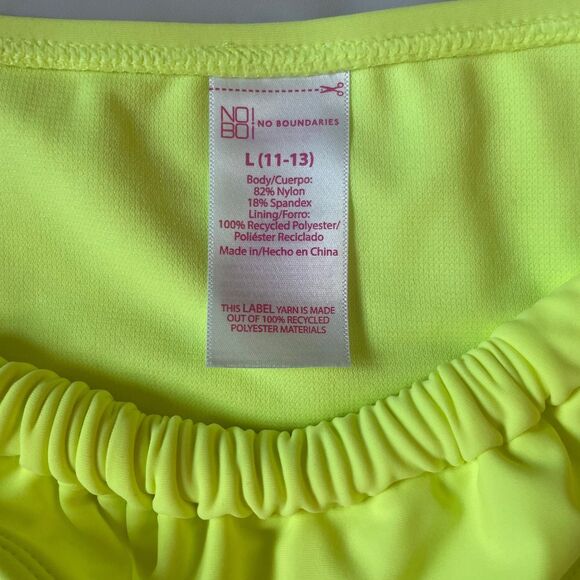 NO!
BO! NO BOUNDARIES
L (11-13)
Body/Cuerpo:
82% Nylon
18% Spandex
Lining/Forro:
100% Recycled Polyester/
Poliéster Reciclado
Made in/Hecho en China
THIS LABEL YARN IS MADE
OUT OF 100% RECYCLED
POLYESTER MATERIALS